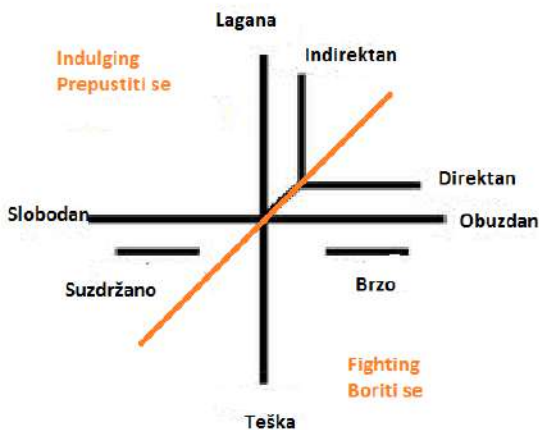 Lagana
Indulging
Prepustiti se
Indirektan
Direktan
Slobodan
Obuzdan
Suzdržano
Brzo
Fighting
Boriti se
Teška